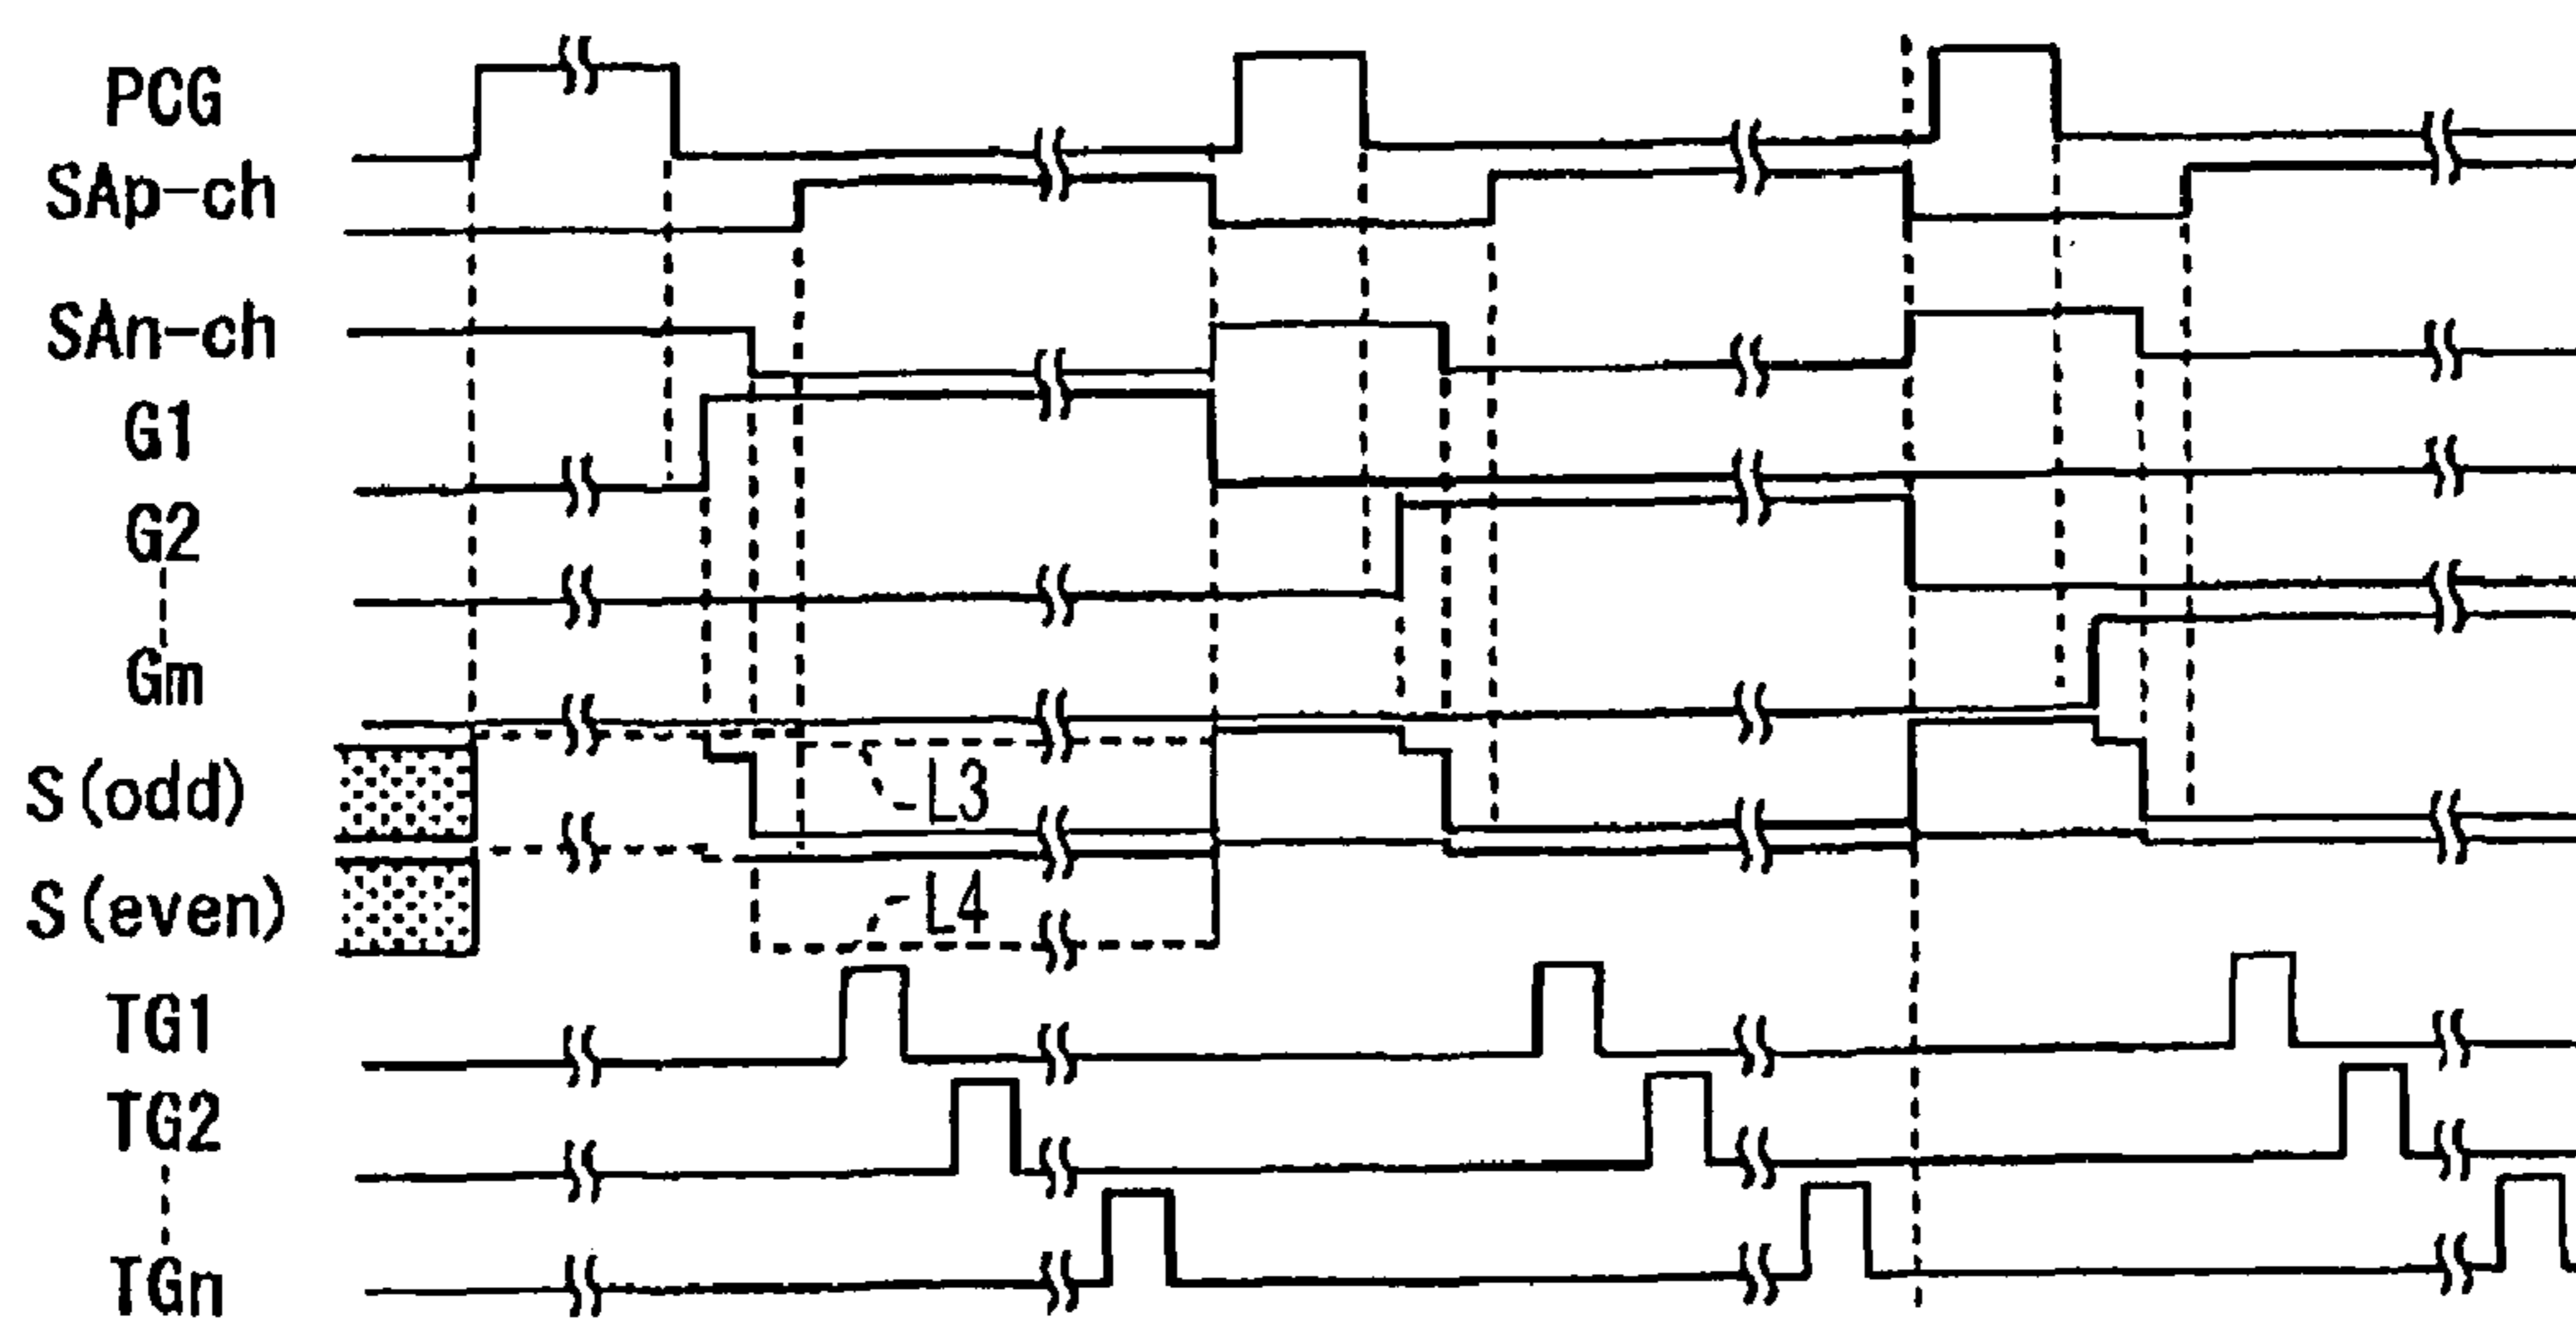 PCG
SAp-ch
SAn-ch
G1
G2
Gm
S(odd)
L3
S(even)
L4
TG1
TG2
TGn